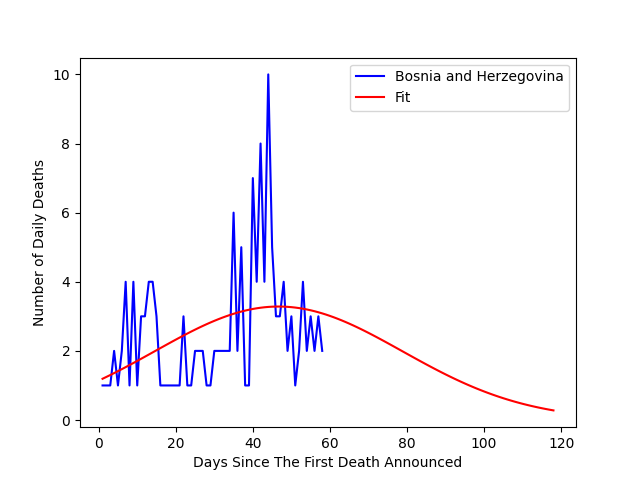 Bosnia and Herzegovina
Fit
10
8
6
4
2
0
Number of Daily Deaths
0 20 40 60 80 100 120
Days Since The First Death Announced